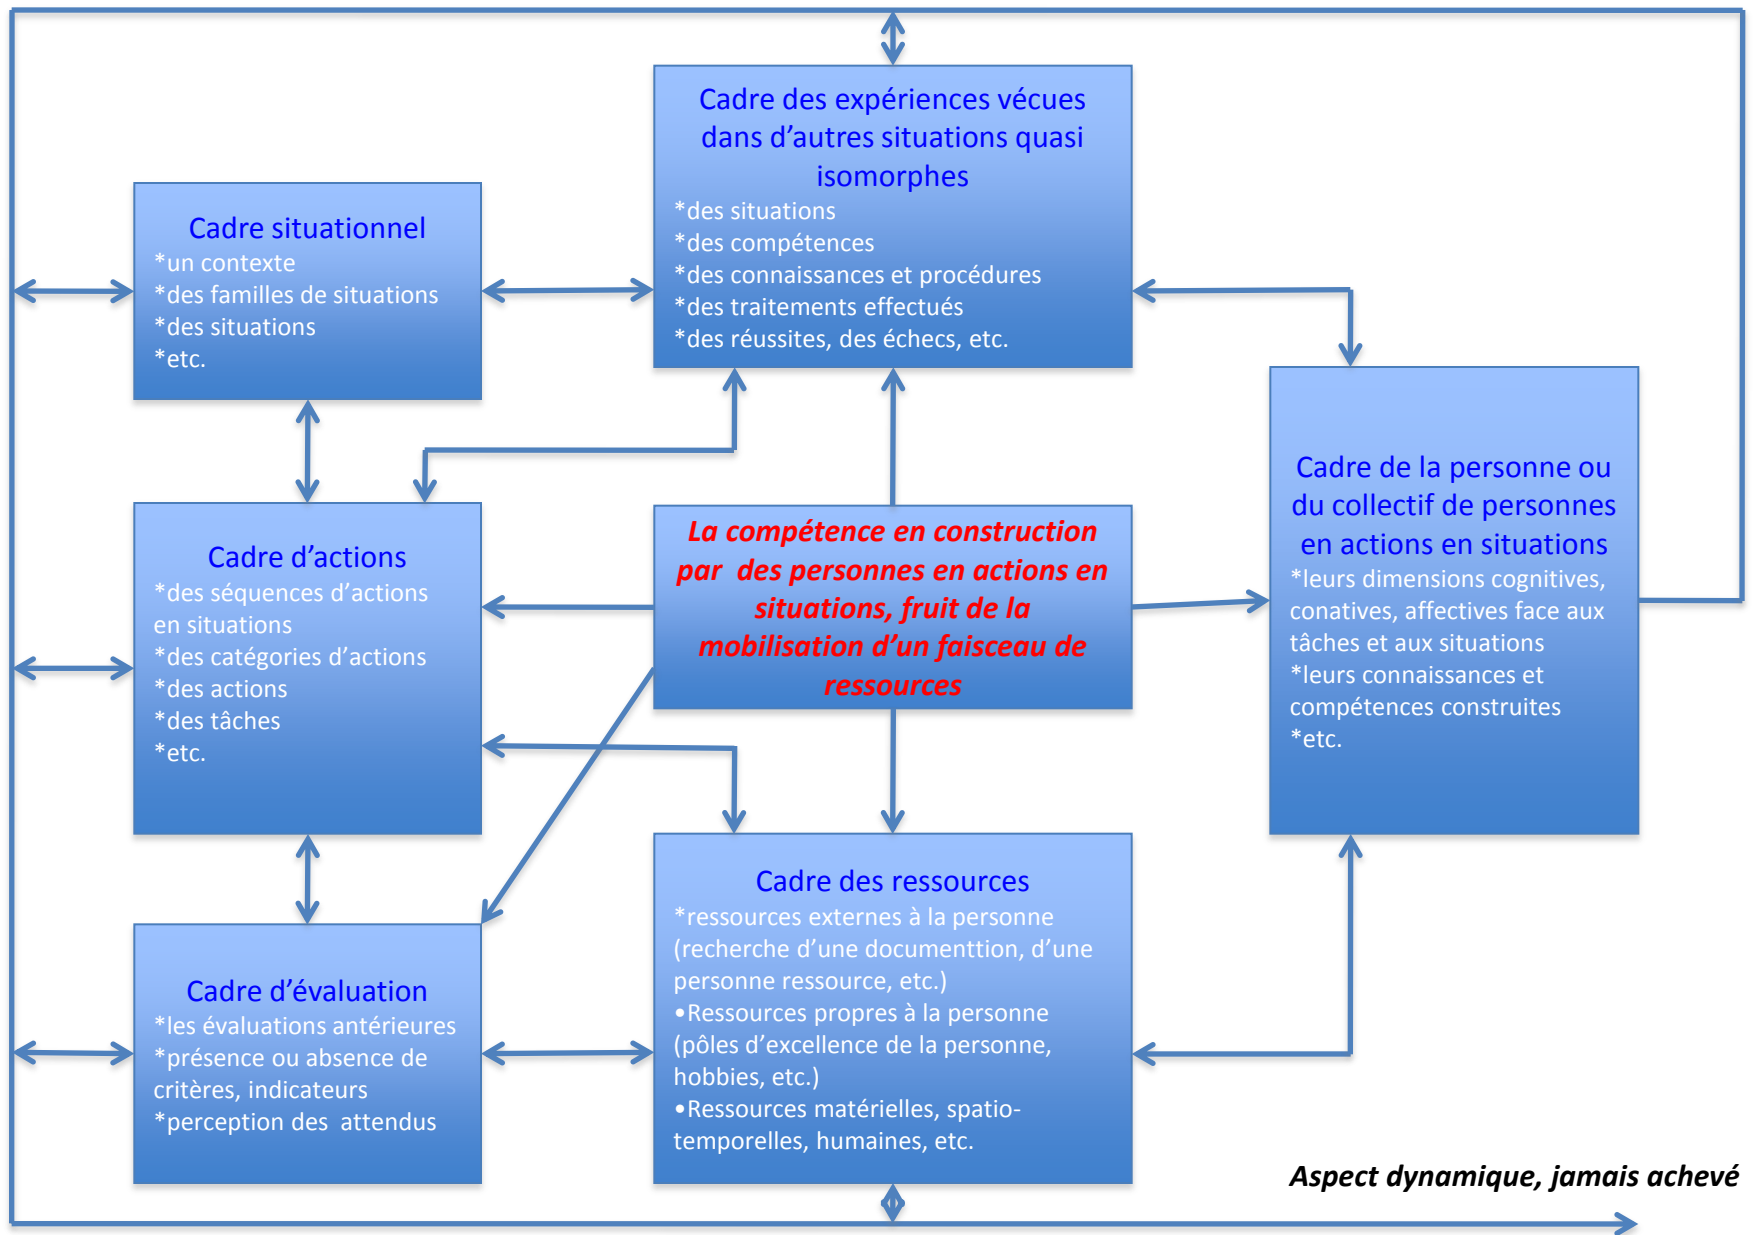 Cadre des expériences vécues
dans d’autres situations quasi
isomorphes
*des situations
*des compétences
*des connaissances et procédures
*des traitements effectués
*des réussites, des échecs, etc.
Cadre situationnel
*un contexte
*des familles de situations
*des situations
*etc.
Cadre d’actions
*des séquences d’actions
en situations
*des catégories d’actions
*des actions
*des tâches
*etc.
La compétence en construction
par  des personnes en actions en
situations, fruit de la
mobilisation d’un faisceau de
ressources
Cadre de la personne ou
du collectif de personnes
en actions en situations
*leurs dimensions cognitives,
conatives, affectives face aux
tâches et aux situations
*leurs connaissances et
compétences construites
*etc.
Cadre d’évaluation
*les évaluations antérieures
*présence ou absence de
critères, indicateurs
*perception des  attendus
Cadre des ressources
*ressources externes à la personne
(recherche d’une documenttion, d’une
personne ressource, etc.)
•Ressources propres à la personne
(pôles d’excellence de la personne,
hobbies, etc.)
•Ressources matérielles, spatio-
temporelles, humaines, etc.
Aspect dynamique, jamais achevé